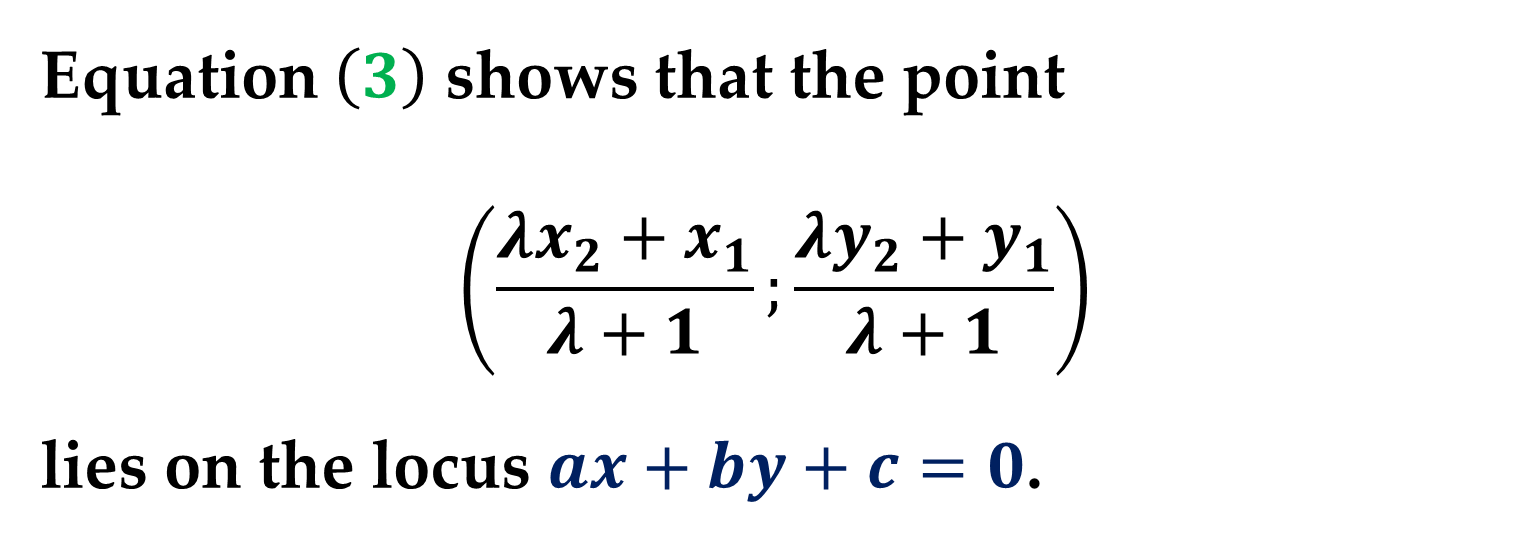 Equation (3) shows that the point
(λx₂ + x₁ / λ + 1 ; λy₂ + y₁ / λ + 1)
lies on the locus ax + by + c = 0.